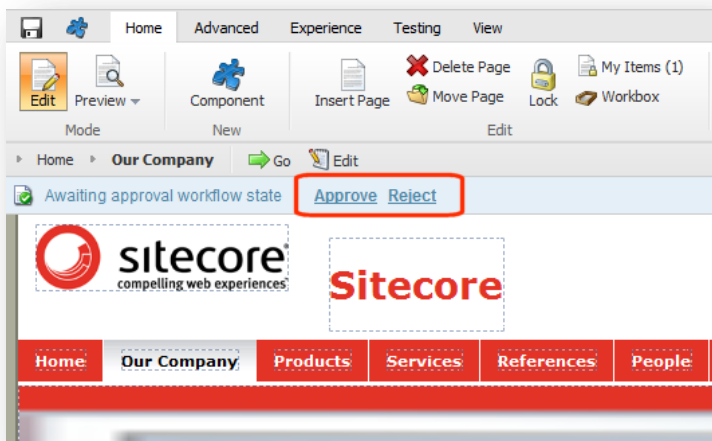 Home Advanced Experience Testing View
Edit Preview Component Insert Page Delete Page Move Page Lock My Items (1) Workbox
Mode New Edit
Home Our Company Go Edit
Awaiting approval workflow state Approve Reject
sitecore
compelling web experiences
Sitecore
Home Our Company Products Services References People